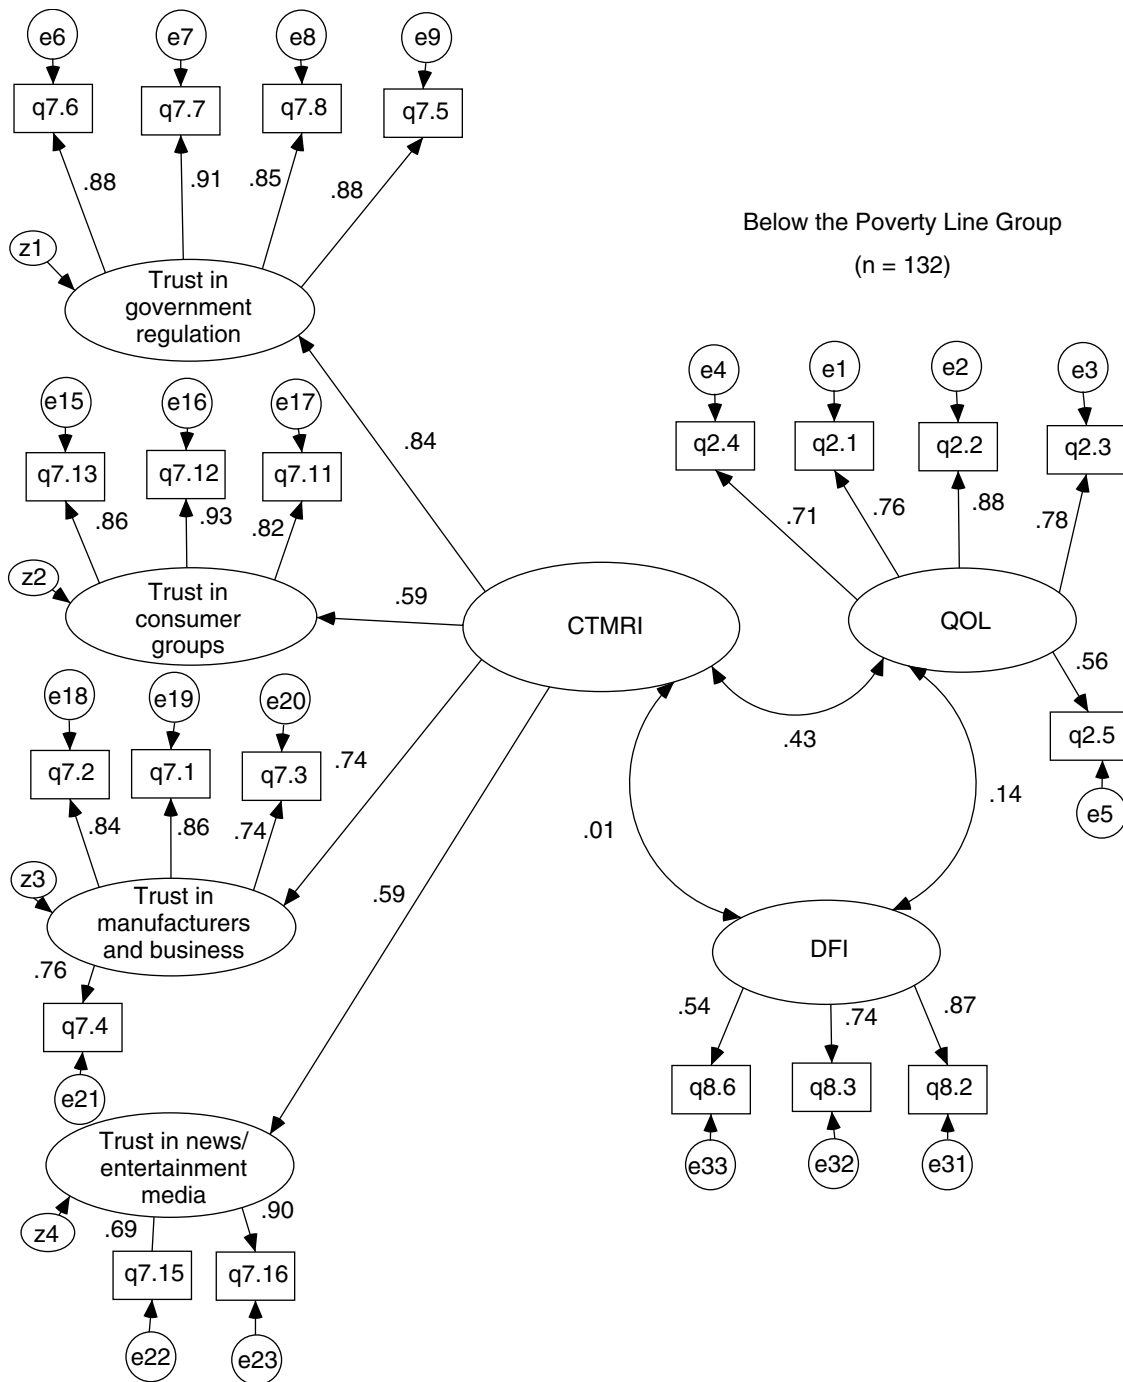 e6
e7
e8
e9
q7.6
q7.7
q7.8
q7.5
.88
.91
.85
.88
z1
Trust in
government
regulation
Below the Poverty Line Group
(n = 132)
e15
e16
e17
q7.13
q7.12
q7.11
.86
.93
.82
z2
Trust in
consumer
groups
.84
.59
CTMRI
e4
e1
e2
e3
q2.4
q2.1
q2.2
q2.3
.71
.76
.88
.78
QOL
.56
q2.5
e5
.43
.14
.01
e18
e19
e20
q7.2
q7.1
q7.3
.84
.86
.74
.74
z3
Trust in
manufacturers
and business
.76
q7.4
e21
.59
DFI
.54
.74
.87
q8.6
q8.3
q8.2
e33
e32
e31
Trust in news/
entertainment
media
z4
.69
.90
q7.15
q7.16
e22
e23